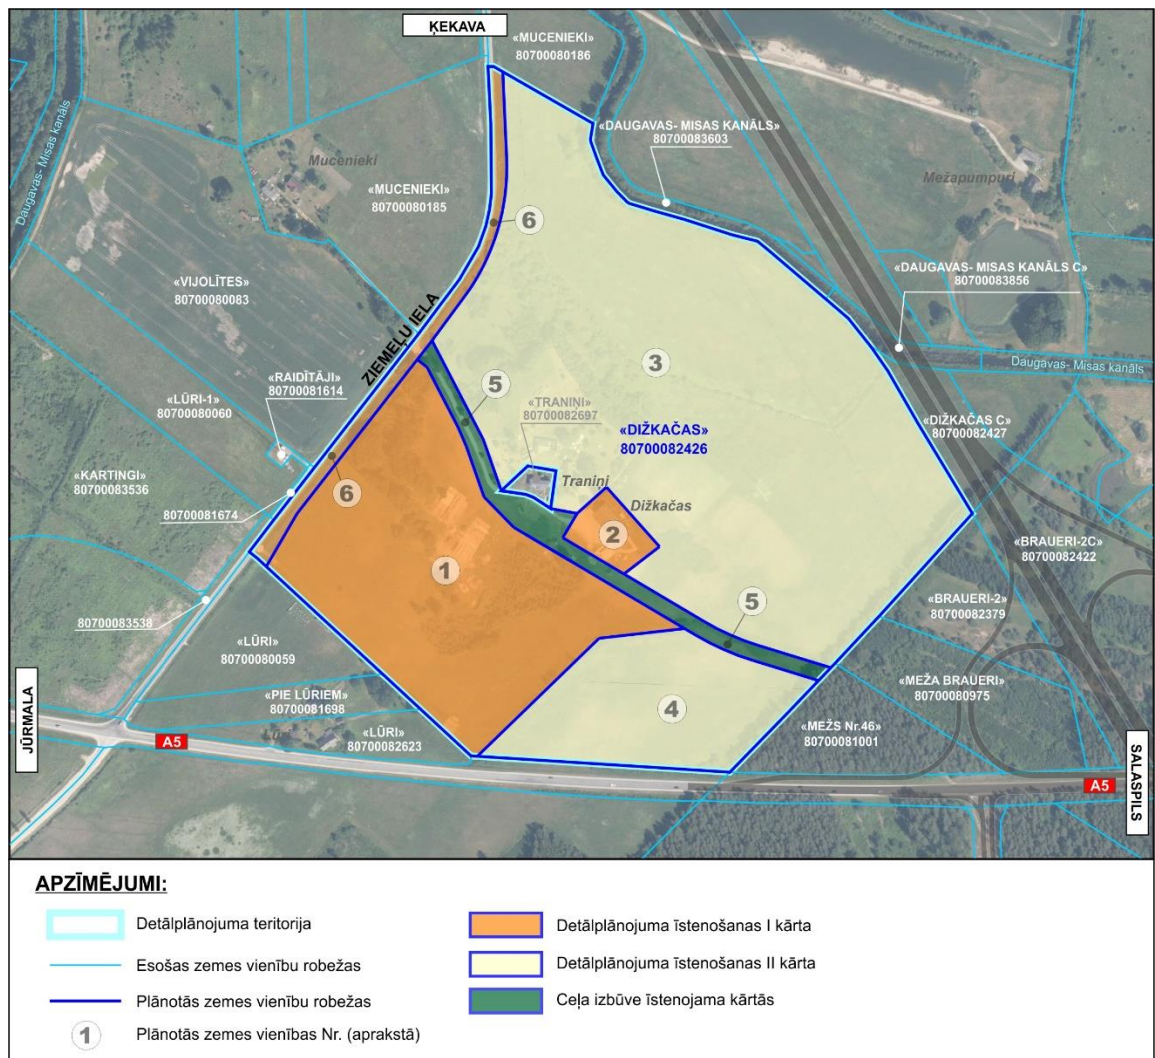 ĶEKAVA
«MUCENIEKI»
80700080186
«DAUGAVAS- MISAS KANĀLS»
80700083603
Daugavas- Misas kanāls
Mucenieki
«MUCENIEKI»
80700080185
Mežapumpuri
6
«DAUGAVAS- MISAS KANĀLS C»
80700083856
«VIJOLĪTES»
80700080083
ZIEMEĻU IELA
3
Daugavas- Misas kanāls
«RAIDĪTĀJI»
80700081614
5
«LŪRI-1»
80700080060
«TRANIŅI»
80700082697
«DIŽKAČAS»
80700082426
«DIŽKAČAS C»
80700082427
«KARTINGI»
80700083536
6
Traniņi
Dižkačas
80700081674
2
«BRAUERI-2C»
80700082422
1
«BRAUERI-2»
80700082379
5
80700083538
«LŪRI»
80700080059
«MEŽA BRAUERI»
80700080975
«PIE LŪRIEM»
80700081698
4
«MEŽS Nr.46»
80700081001
«LŪRI»
80700082623
JŪRMALA
A5
A5
SALASPILS
APZĪMĒJUMI:
Detālplānojuma teritorija
Esošas zemes vienību robežas
Plānotās zemes vienību robežas
1 Plānotās zemes vienības Nr. (aprakstā)
Detālplānojuma īstenošanas I kārta
Detālplānojuma īstenošanas II kārta
Ceļa izbūve īstenojama kārtās